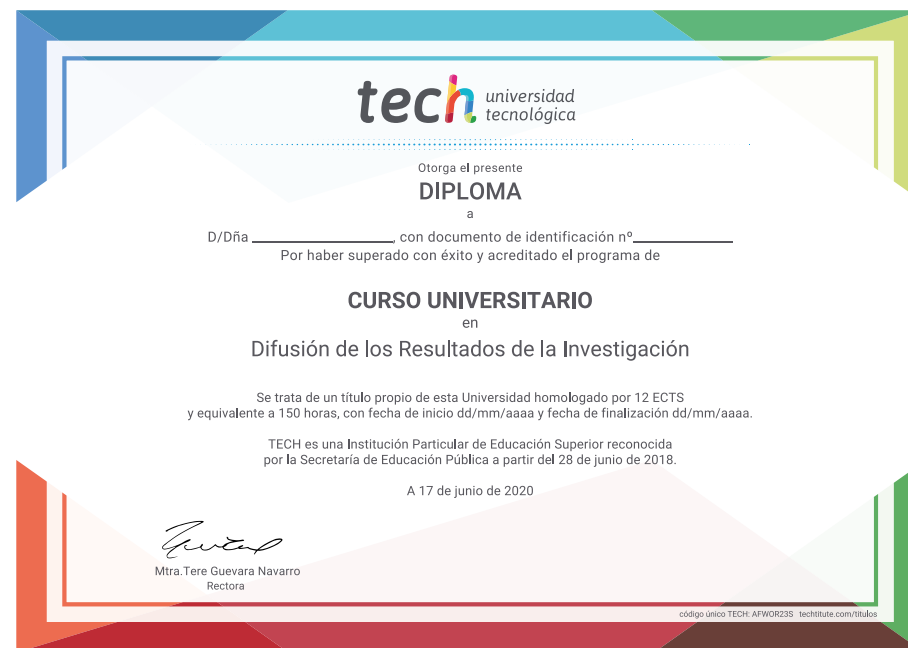 tech universidad
tecnológica
Otorga el presente
DIPLOMA
a
D/Dña ____________________, con documento de identificación nº______________
Por haber superado con éxito y acreditado el programa de
CURSO UNIVERSITARIO
en
Difusión de los Resultados de la Investigación
Se trata de un título propio de esta Universidad homologado por 12 ECTS
y equivalente a 150 horas, con fecha de inicio dd/mm/aaaa y fecha de finalización dd/mm/aaaa.
TECH es una Institución Particular de Educación Superior reconocida
por la Secretaría de Educación Pública a partir del 28 de junio de 2018.
A 17 de junio de 2020
Mtra.Tere Guevara Navarro
Rectora
código único TECH: AFWOR23S techtitute.com/titulos